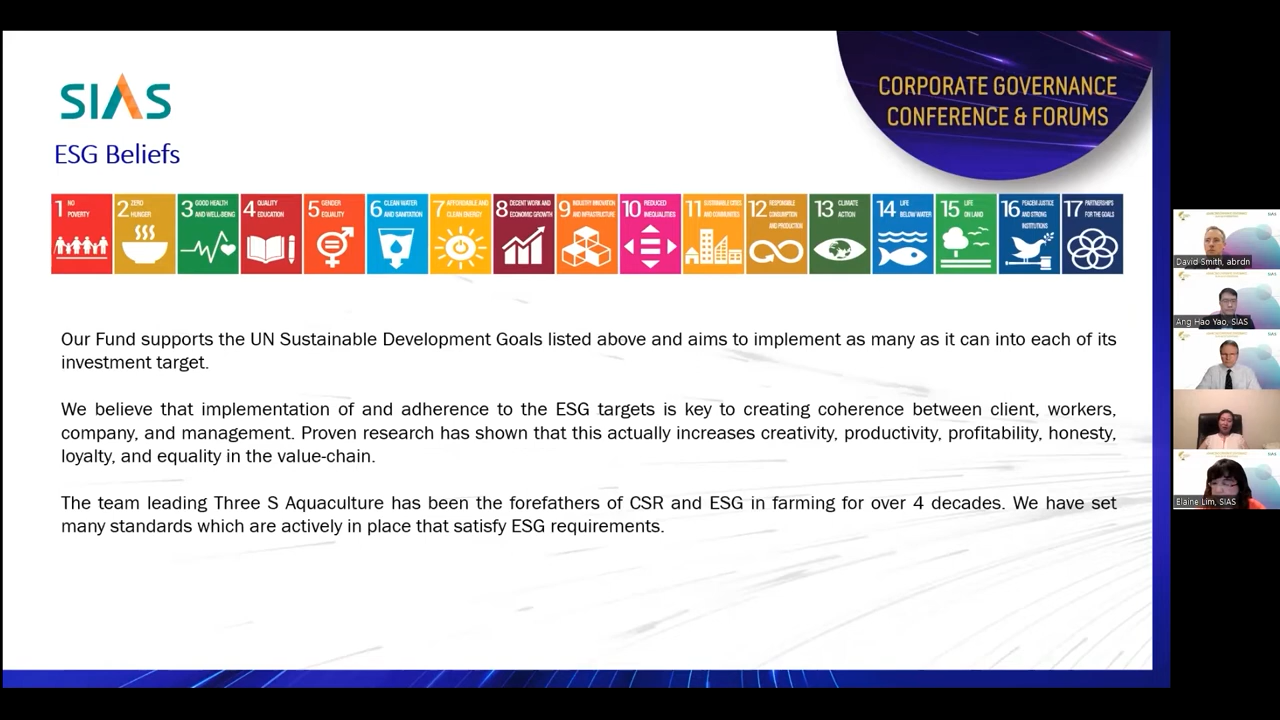 SIAS
CORPORATE GOVERNANCE
CONFERENCE & FORUMS
ESG Beliefs
1 NO
POVERTY
2 ZERO
HUNGER
3 GOOD HEALTH
AND WELL-BEING
4 QUALITY
EDUCATION
5 GENDER
EQUALITY
6 CLEAN WATER
AND SANITATION
7 AFFORDABLE AND
CLEAN ENERGY
8 DECENT WORK AND
ECONOMIC GROWTH
9 INDUSTRY INNOVATION
AND INFRASTRUCTURE
10 REDUCED
INEQUALITIES
11 SUSTAINABLE CITIES
AND COMMUNITIES
12 RESPONSIBLE
CONSUMPTION
AND PRODUCTION
13 CLIMATE
ACTION
14 LIFE
BELOW WATER
15 LIFE
ON LAND
16 PEACE JUSTICE
AND STRONG
INSTITUTIONS
17 PARTNERSHIPS
FOR THE GOALS
Our Fund supports the UN Sustainable Development Goals listed above and aims to implement as many as it can into each of its
investment target.
We believe that implementation of and adherence to the ESG targets is key to creating coherence between client, workers,
company, and management. Proven research has shown that this actually increases creativity, productivity, profitability, honesty,
loyalty, and equality in the value-chain.
The team leading Three S Aquaculture has been the forefathers of CSR and ESG in farming for over 4 decades. We have set
many standards which are actively in place that satisfy ESG requirements.
David Smith, abrdn
Ang Hao Yao, SIAS
Elaine Lim, SIAS